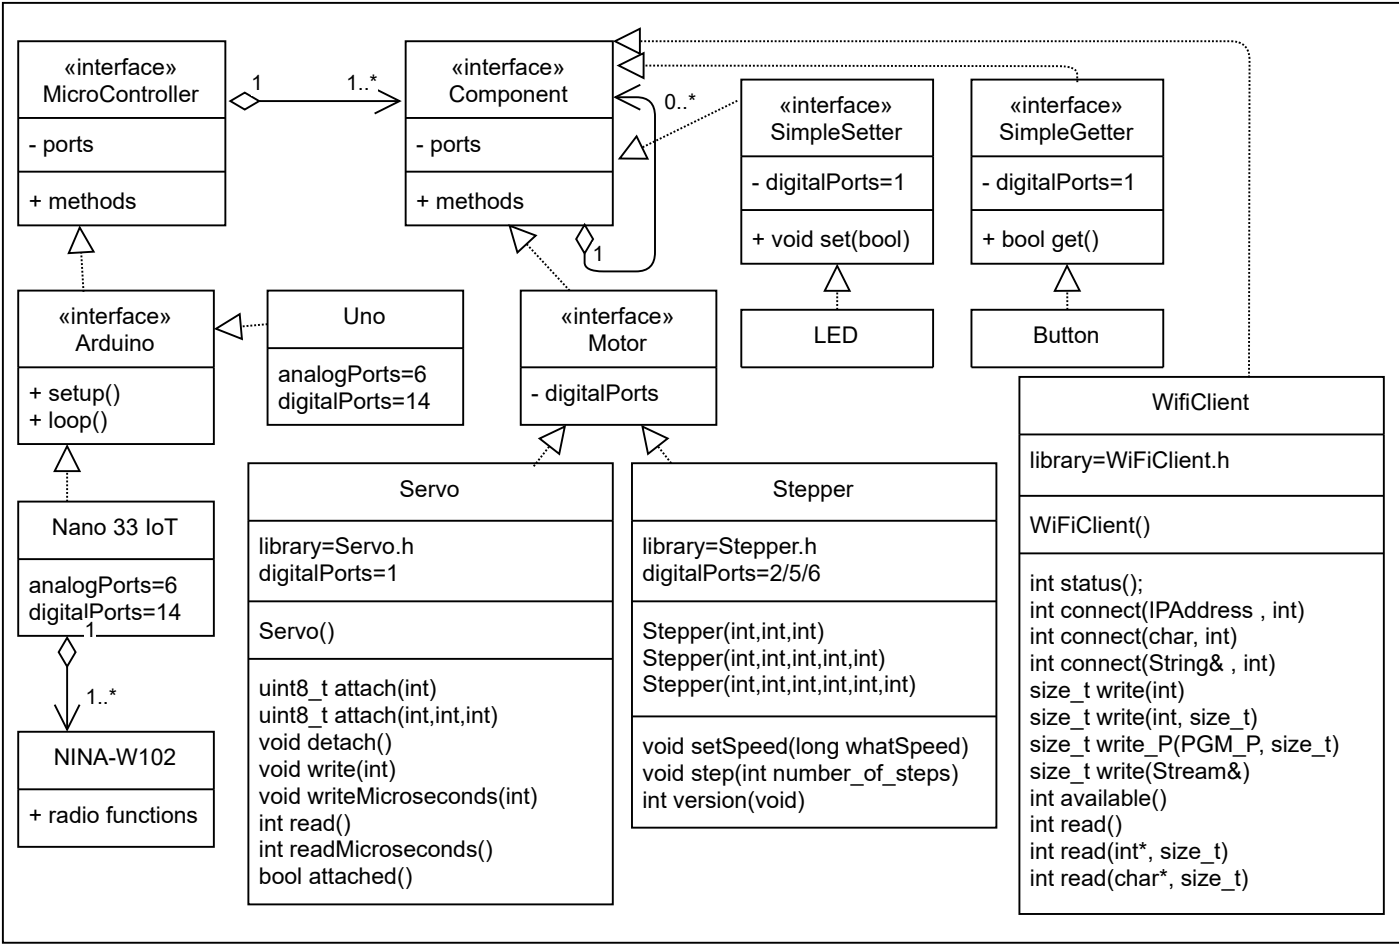 «interface»
MicroController
- ports
+ methods
1
1..*
«interface»
Component
- ports
+ methods
0..*
1
«interface»
SimpleSetter
- digitalPorts=1
+ void set(bool)
«interface»
SimpleGetter
- digitalPorts=1
+ bool get()
«interface»
Arduino
+ setup()
+ loop()
Uno
analogPorts=6
digitalPorts=14
«interface»
Motor
- digitalPorts
LED
Button
Nano 33 IoT
analogPorts=6
digitalPorts=14
1
1..*
NINA-W102
+ radio functions
Servo
library=Servo.h
digitalPorts=1
Servo()
uint8_t attach(int)
uint8_t attach(int,int,int)
void detach()
void write(int)
void writeMicroseconds(int)
int read()
int readMicroseconds()
bool attached()
Stepper
library=Stepper.h
digitalPorts=2/5/6
Stepper(int,int,int)
Stepper(int,int,int,int,int)
Stepper(int,int,int,int,int,int)
void setSpeed(long whatSpeed)
void step(int number_of_steps)
int version(void)
WifiClient
library=WiFiClient.h
WiFiClient()
int status();
int connect(IPAddress , int)
int connect(char, int)
int connect(String& , int)
size_t write(int)
size_t write(int, size_t)
size_t write_P(PGM_P, size_t)
size_t write(Stream&)
int available()
int read()
int read(int*, size_t)
int read(char*, size_t)